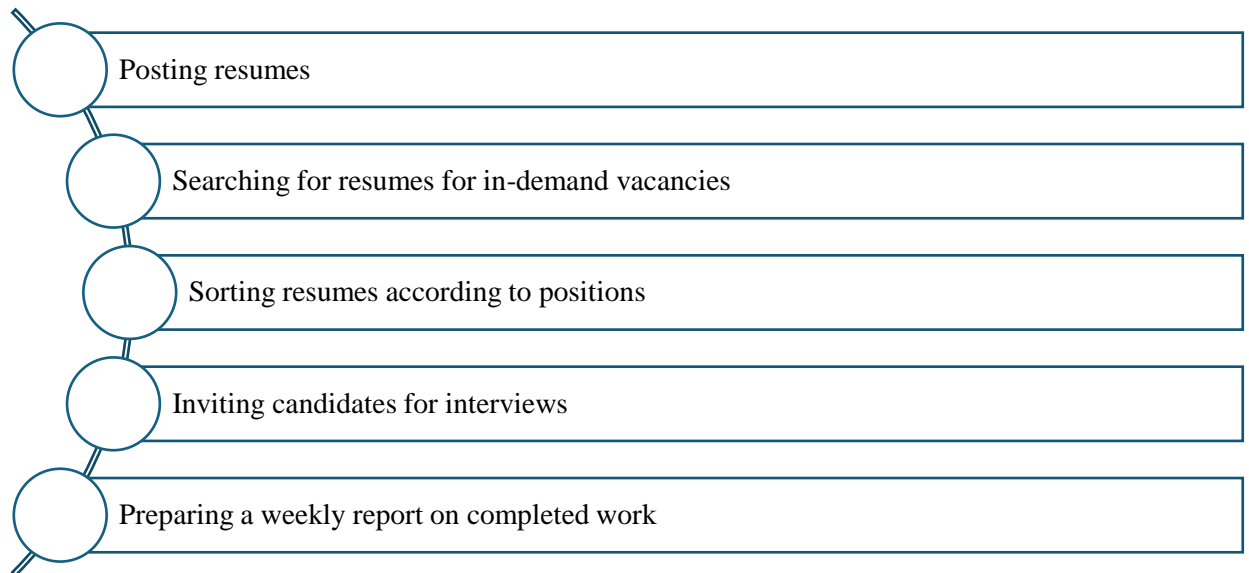 Posting resumes
Searching for resumes for in-demand vacancies
Sorting resumes according to positions
Inviting candidates for interviews
Preparing a weekly report on completed work